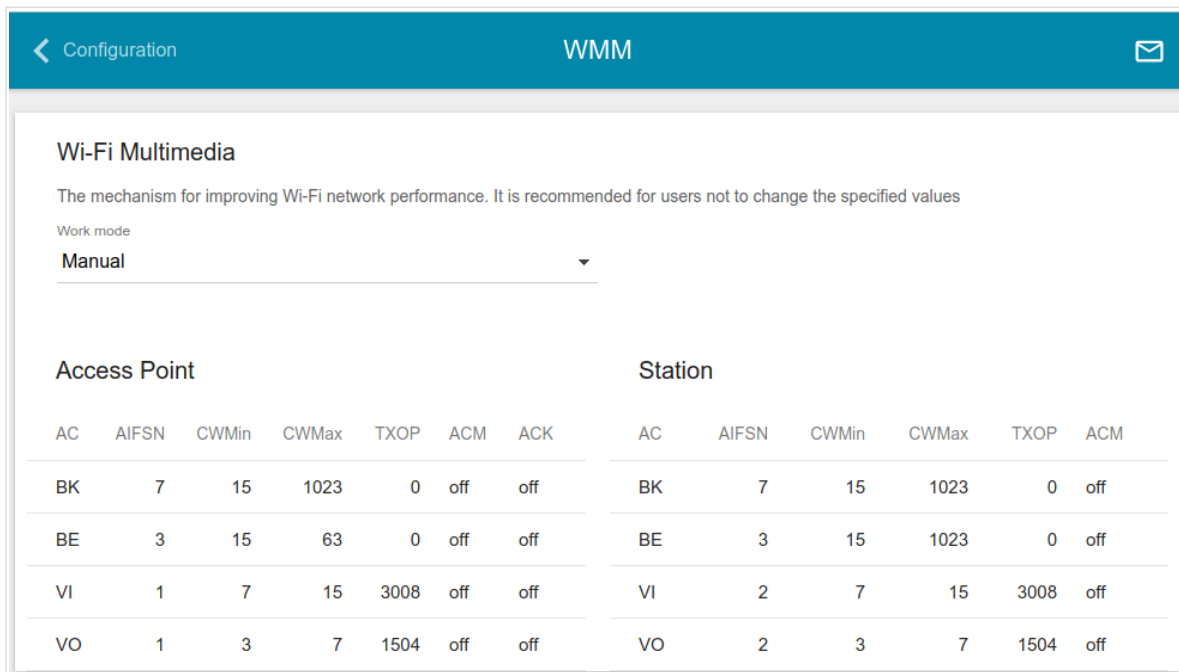 Configuration WMM
Wi-Fi Multimedia
The mechanism for improving Wi-Fi network performance. It is recommended for users not to change the specified values
Work mode
Manual
Access Point
AC AIFSN CWMin CWMax TXOP ACM ACK
BK 7 15 1023 0 off off
BE 3 15 63 0 off off
VI 1 7 15 3008 off off
VO 1 3 7 1504 off off
Station
AC AIFSN CWMin CWMax TXOP ACM
BK 7 15 1023 0 off
BE 3 15 1023 0 off
VI 2 7 15 3008 off
VO 2 3 7 1504 off